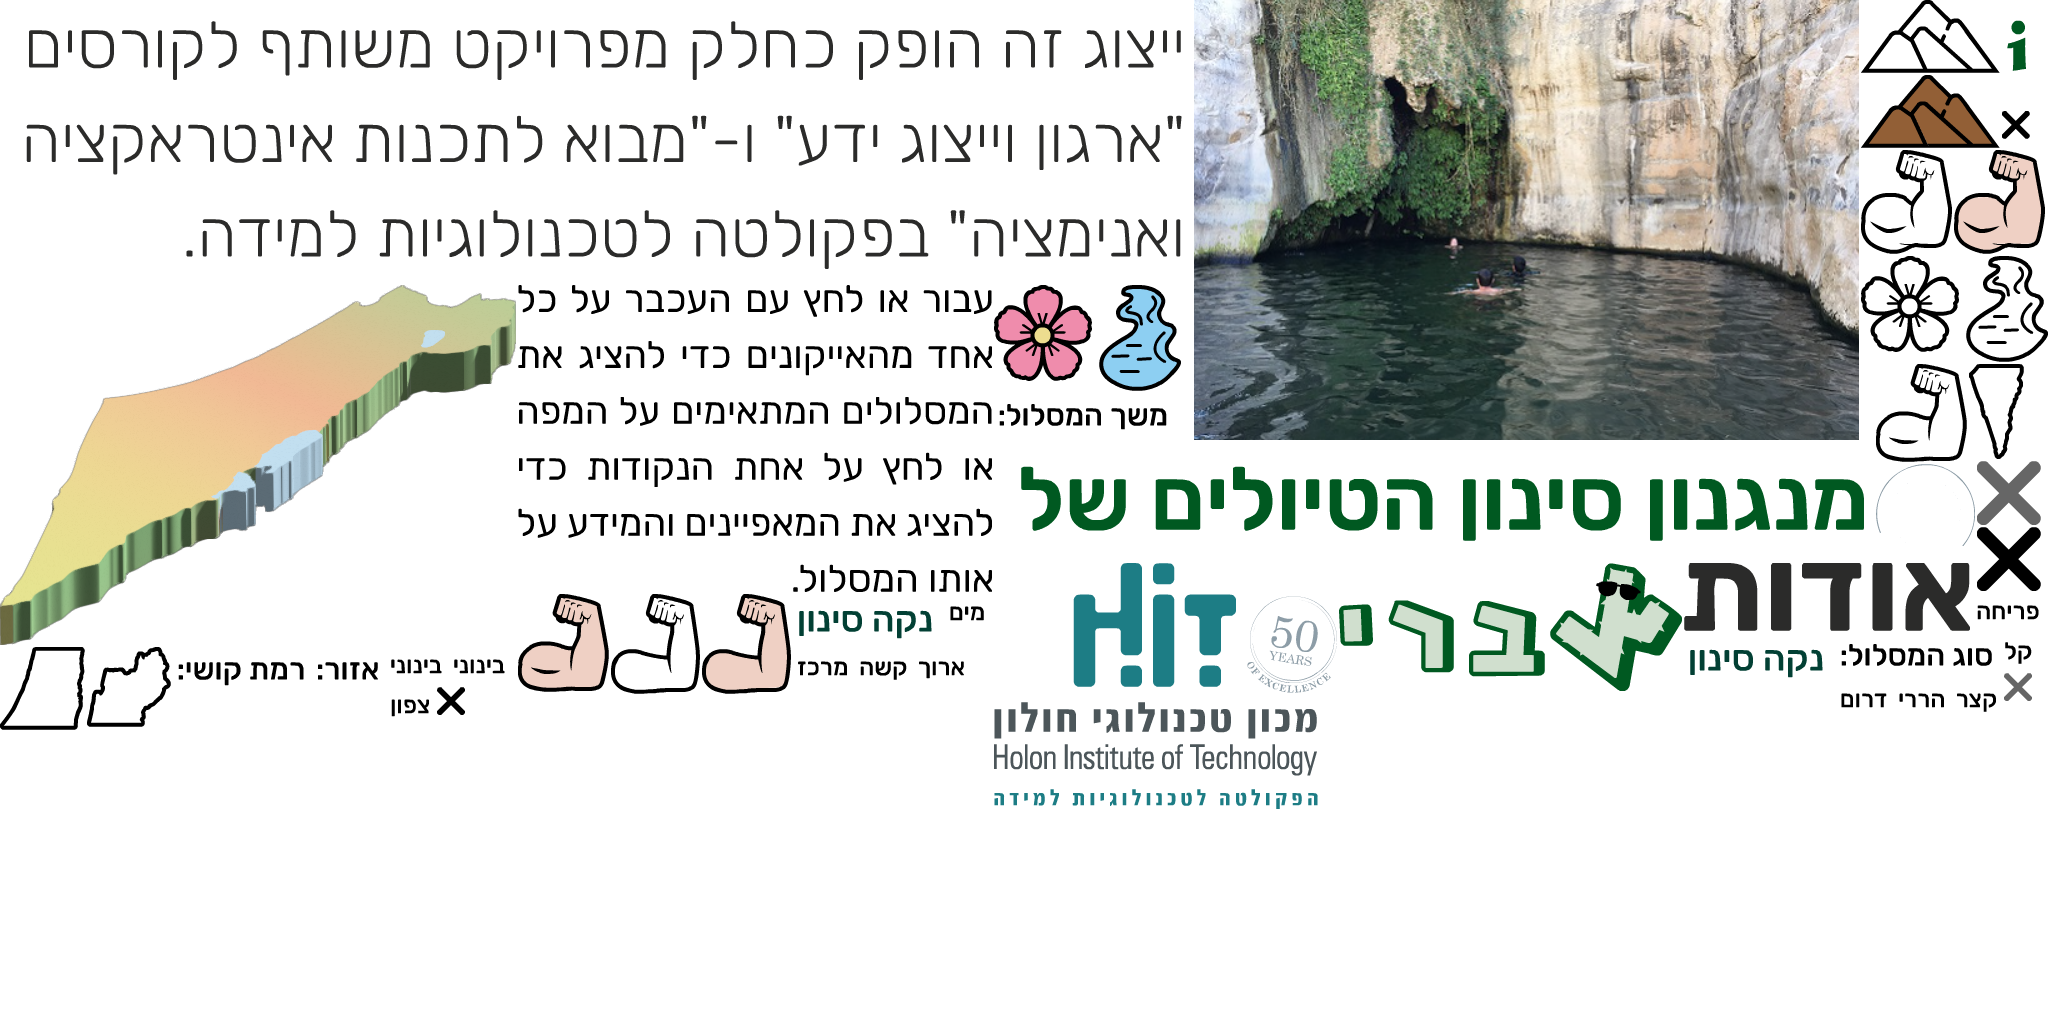 ייצוג זה הופק כחלק מפרויקט משותף לקורסים
"ארגון וייצוג ידע" ו-"מבוא לתכנות אינטראקציה
ואנימציה" בפקולטה לטכנולוגיות למידה.
i
עבור או לחץ עם העכבר על כל
אחד מהאייקונים כדי להציג את
המסלולים המתאימים על המפה
או לחץ על אחת הנקודות כדי
להציג את המאפיינים והמידע על
אותו המסלול.
משך המסלול:
מנגנון סינון הטיולים של
צברי
אודות
פריחה
קל
סוג המסלול:
נקה סינון
קצר הררי דרום
HiT
50
YEARS
OF EXCELLENCE
מכון טכנולוגי חולון
Holon Institute of Technology
הפקולטה לטכנולוגיות למידה
מים
נקה סינון
ארוך קשה מרכז
בינוני בינוני
אזור:
רמת קושי:
צפון